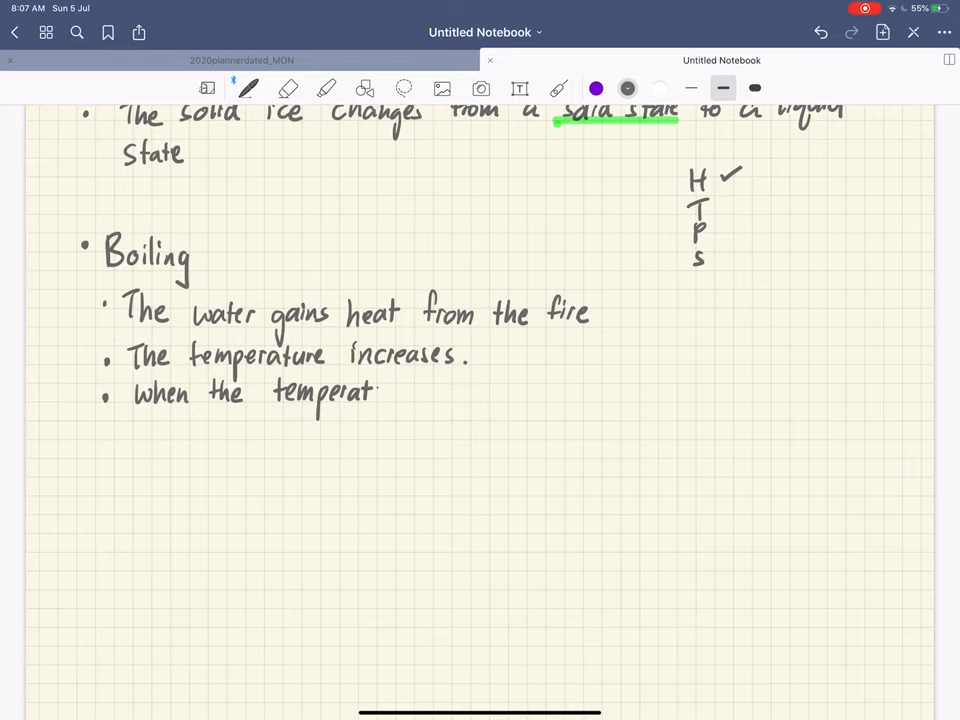 8:07 AM Sun 5 Jul
55%
Untitled Notebook
2020plannerdated_MON
Untitled Notebook
• The solid ice changes from a solid state to a liquid
state
H ✓
T
P
S
• Boiling
• The water gains heat from the fire
• The temperature increases.
• When the temperat